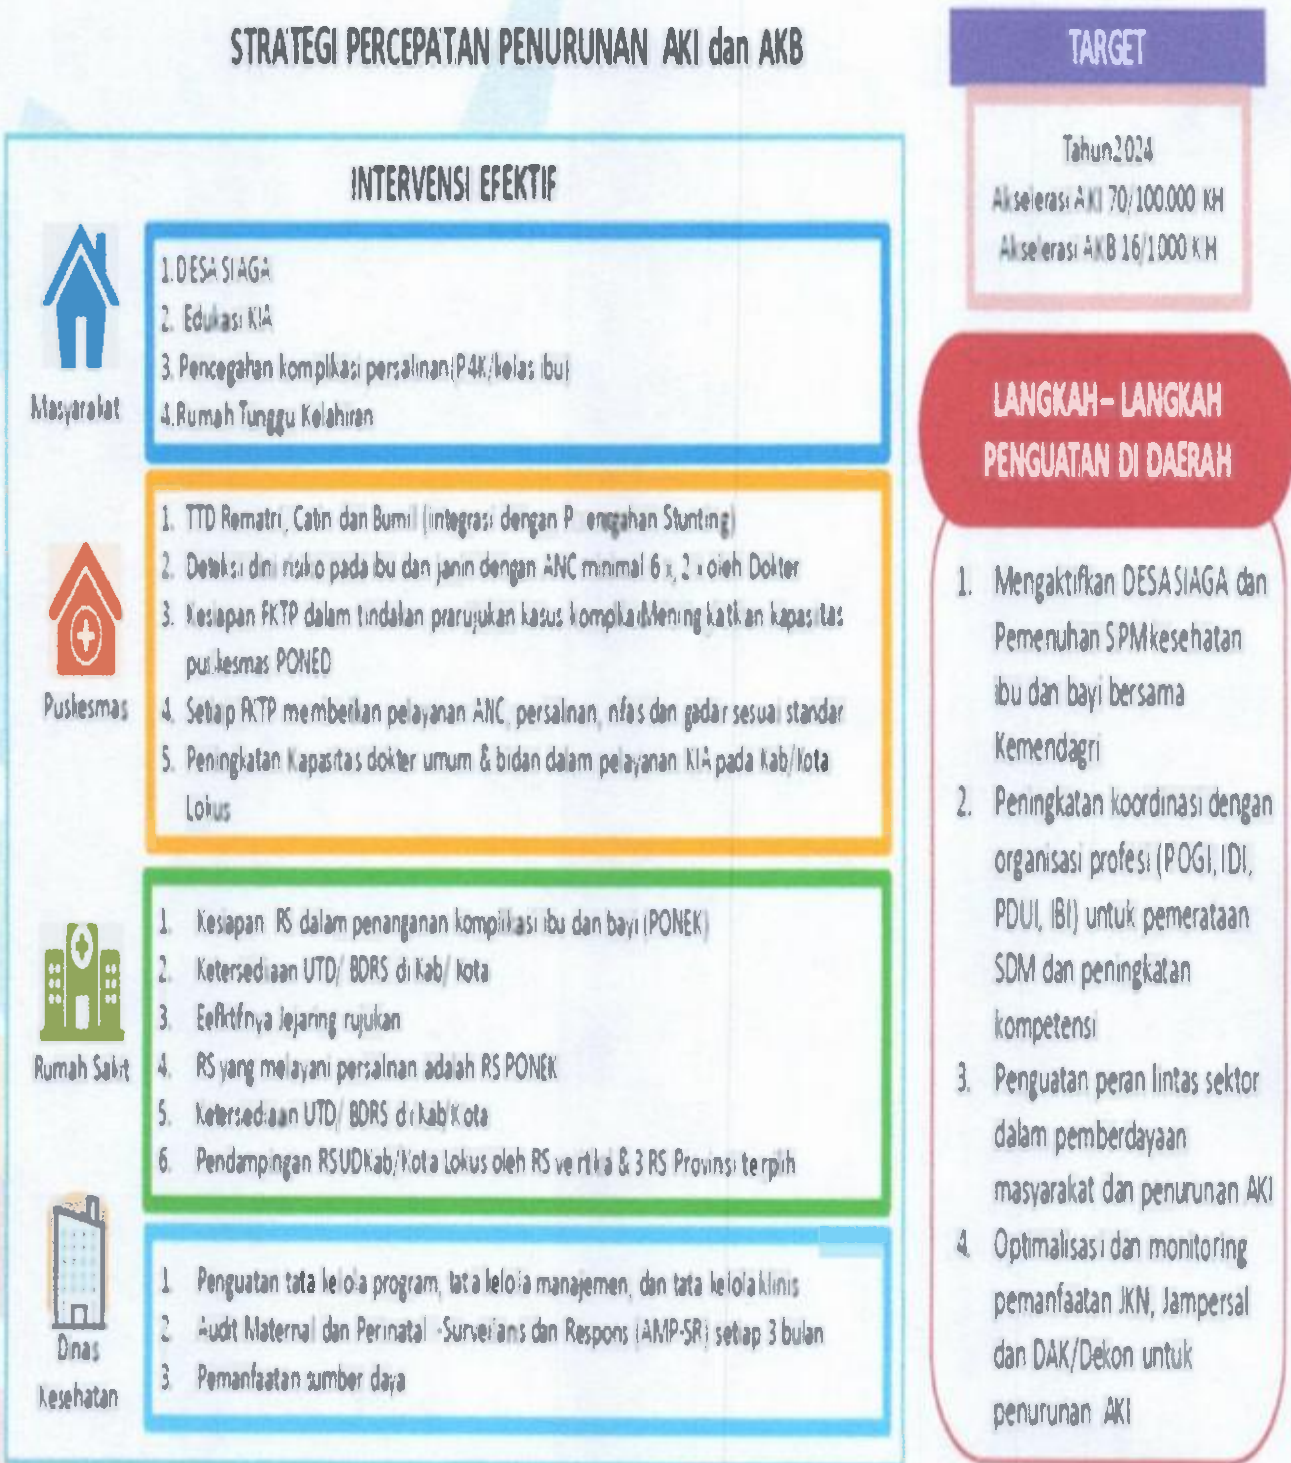 STRATEGI PERCEPATAN PENURUNAN AKI dan AKB
INTERVENSI EFEKTIF
Masyarakat
1. DESA SIAGA
2. Edukasi KIA
3. Pencegahan komplikasi persalinan(P4K/kelas ibu)
4. Rumah Tunggu Kelahiran
Puskesmas
1. TTD Rematri, Catin dan Bumil (integrasi dengan P enegahan Stunting)
2. Deteksi dini risiko pada ibu dan janin dengan ANC minimal 6 x, 2 x oleh Dokter
3. Kesiapan FKTP dalam tindakan prarujukan kasus Meningkatkan kapasitas
puskesmas PONED
4. Setiap FKTP memberikan pelayanan ANC, persalinan, nifas dan gadar sesuai standar
5. Peningkatan Kapasitas dokter umum & bidan dalam pelayanan KIA pada Kab/Kota
Lokus
Rumah Sakit
1. Kesiapan RS dalam penanganan komplikasi ibu dan bayi (PONEK)
2. Ketersediaan UTD/ BDRS di Kab/ Kota
3. Eefktifnya Jejaring rujukan
4. RS yang melayani persalinan adalah RS PONEK
5. Ketersediaan UTD/ BDRS di Kab/Kota
6. Pendampingan RSUDKab/Kota Lokus oleh RS vertika & 3 RS Provinsi terpilih
Dinas
Kesehatan
1 Penguatan tata kelola program, tata kelola manajemen, dan tata kelola klinis
2 Audit Maternal dan Perinatal -Surveilans dan Respons (AMP-SR) setiap 3 bulan
3 Pemanfaatan sumber daya
TARGET
Tahun2024
Akselerasi AKI 70/100.000 KH
Akselerasi AKB 16/1000 KH
LANGKAH – LANGKAH
PENGUATAN DI DAERAH
1. Mengaktifkan DESASIAGA dan
Pemenuhan SPMkesehatan
ibu dan bayi bersama
Kemendagri
2. Peningkatan koordinasi dengan
organisasi profesi (POGI, IDI,
PDUI, IBI) untuk pemerataan
SDM dan peningkatan
kompetensi
3. Penguatan peran lintas sektor
dalam pemberdayaan
masyarakat dan penurunan AKI
4. Optimalisasi dan monitoring
pemanfaatan JKN, Jampersal
dan DAK/Dekon untuk
penurunan AKI